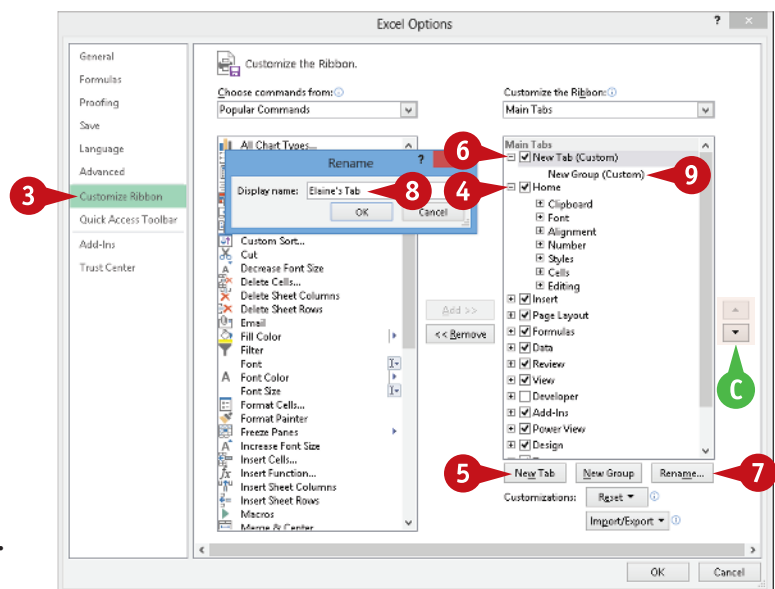 Excel Options
?
General
Formulas
Proofing
Save
Language
Advanced
Customize Ribbon
Quick Access Toolbar
Add-Ins
Trust Center
3
Customize the Ribbon.
Choose commands from:
Popular Commands
All Chart Types...
Custom Sort...
Cut
Decrease Font Size
Delete Cells...
Delete Sheet Columns
Delete Sheet Rows
Email
Fill Color
Filter
Font
Font Color
Font Size
Format Cells...
Format Painter
Freeze Panes
Increase Font Size
Insert Cells...
Insert Function...
Insert Sheet Columns
Insert Sheet Rows
Macros
Merge & Center
Rename
?
Display name: Elaine's Tab
8
OK Cancel
Add >>
<< Remove
Customize the Ribbon:
Main Tabs
Main Tabs
6
New Tab (Custom)
New Group (Custom)
9
4
Home
Clipboard
Font
Alignment
Number
Styles
Cells
Editing
Insert
Page Layout
Formulas
Data
Review
View
Developer
Add-Ins
Power View
Design
C
5
New Tab New Group Rename...
7
Customizations: Reset
Import/Export
OK Cancel